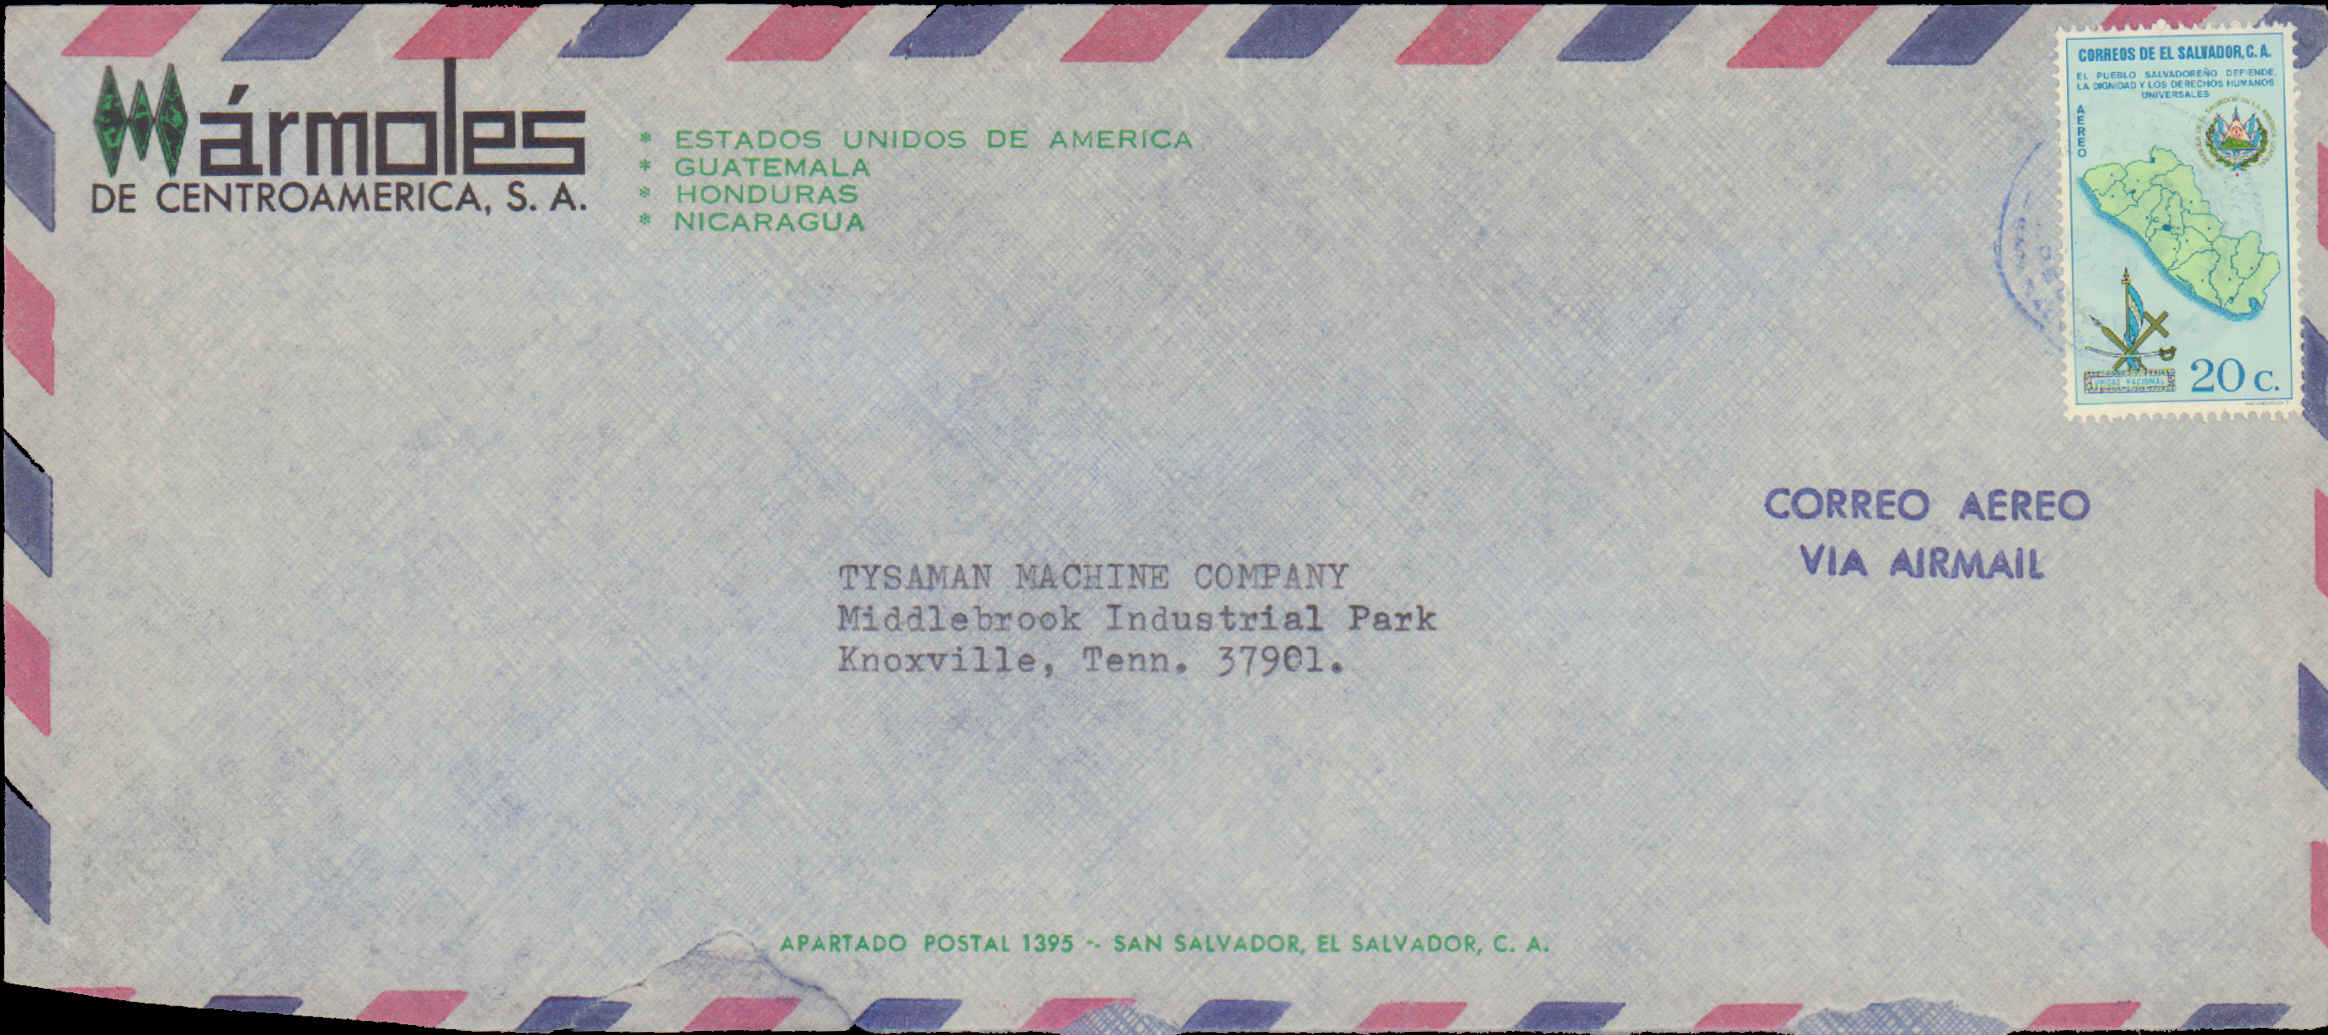 Mármoles
DE CENTROAMERICA, S. A.
* ESTADOS UNIDOS DE AMERICA
* GUATEMALA
* HONDURAS
* NICARAGUA
CORREOS DE EL SALVADOR, C. A.
EL PUEBLO SALVADOREÑO DEFIENDE,
LA DIGNIDAD Y LOS DERECHOS HUMANOS
UNIVERSALES
AEREO
20 c.
CORREO AEREO
VIA AIRMAIL
TYSAMAN MACHINE COMPANY
Middlebrook Industrial Park
Knoxville, Tenn. 37901.
APARTADO POSTAL 1395 -- SAN SALVADOR, EL SALVADOR, C. A.